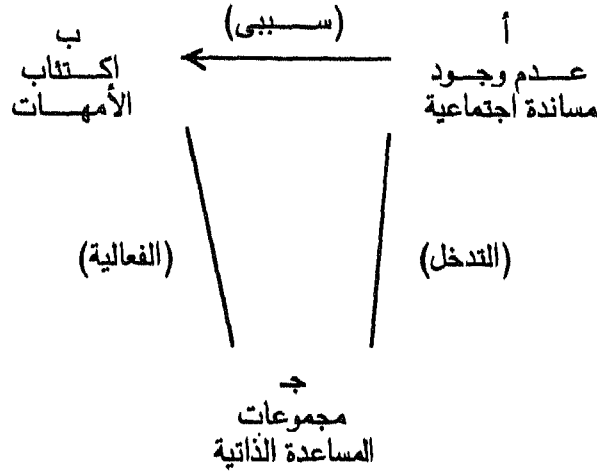 أ
عدم وجود
مساندة اجتماعية
(سببى)
ب
اكتئاب
الأمهات
(التدخل)
(الفعالية)
جـ
مجموعات
المساعدة الذاتية